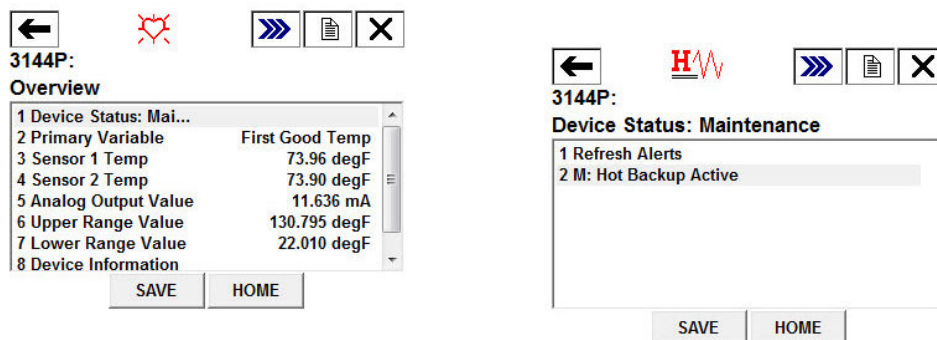 3144P:
Overview
1 Device Status: Mai...
2 Primary Variable First Good Temp
3 Sensor 1 Temp 73.96 degF
4 Sensor 2 Temp 73.90 degF
5 Analog Output Value 11.636 mA
6 Upper Range Value 130.795 degF
7 Lower Range Value 22.010 degF
8 Device Information
SAVE HOME
H
3144P:
Device Status: Maintenance
1 Refresh Alerts
2 M: Hot Backup Active
SAVE HOME